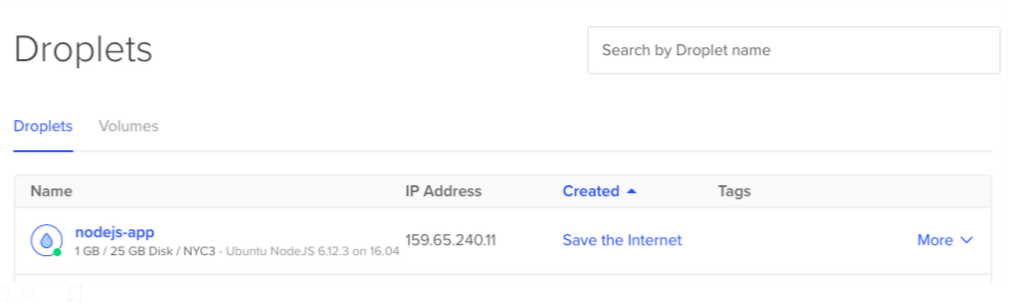 Droplets
Search by Droplet name
Droplets Volumes
Name IP Address Created Tags
nodejs-app
1 GB / 25 GB Disk / NYC3 - Ubuntu NodeJS 6.12.3 on 16.04
159.65.240.11 Save the Internet More